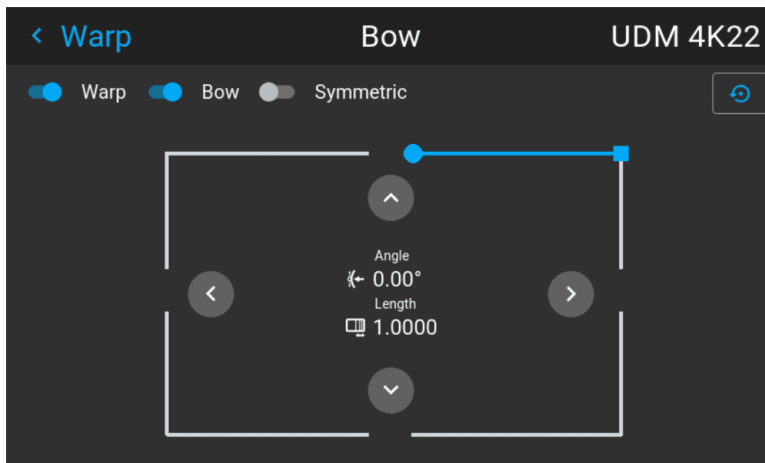 Warp Bow UDM 4K22
Warp Bow Symmetric
Angle
0.00°
Length
1.0000